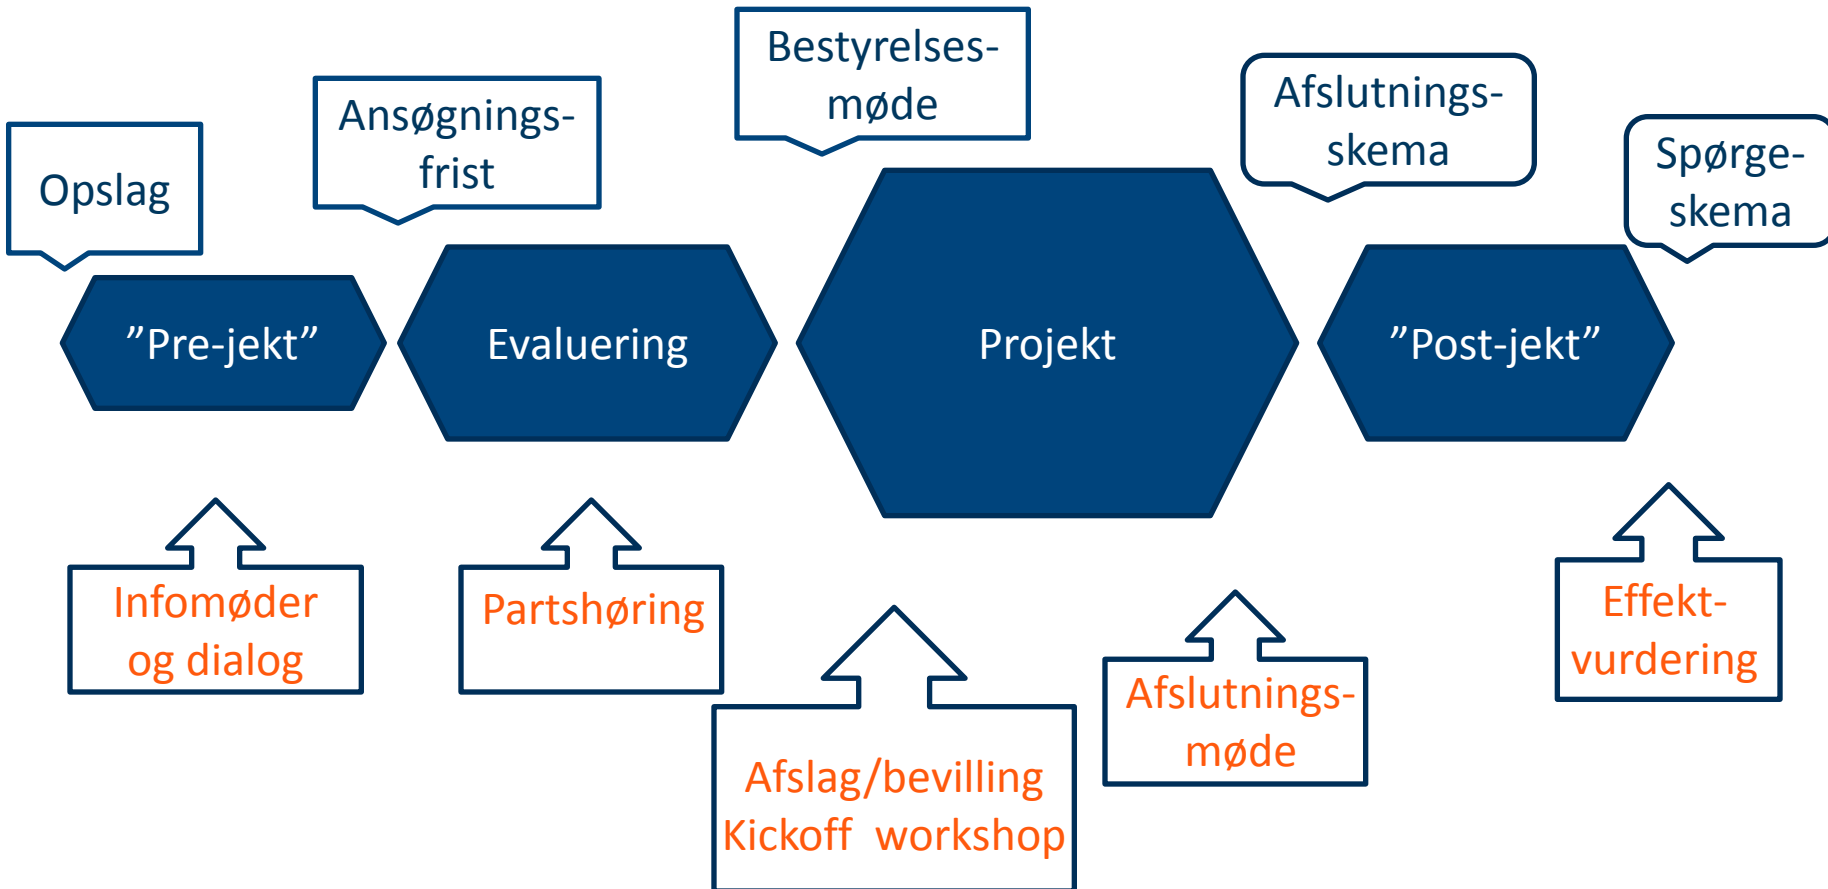 Opslag
Ansøgnings-
frist
Bestyrelses-
møde
Afslutnings-
skema
Spørge-
skema
”Pre-jekt”
Evaluering
Projekt
”Post-jekt”
Infomøder
og dialog
Partshøring
Afslag/bevilling
Kickoff  workshop
Afslutnings-
møde
Effekt-
vurdering